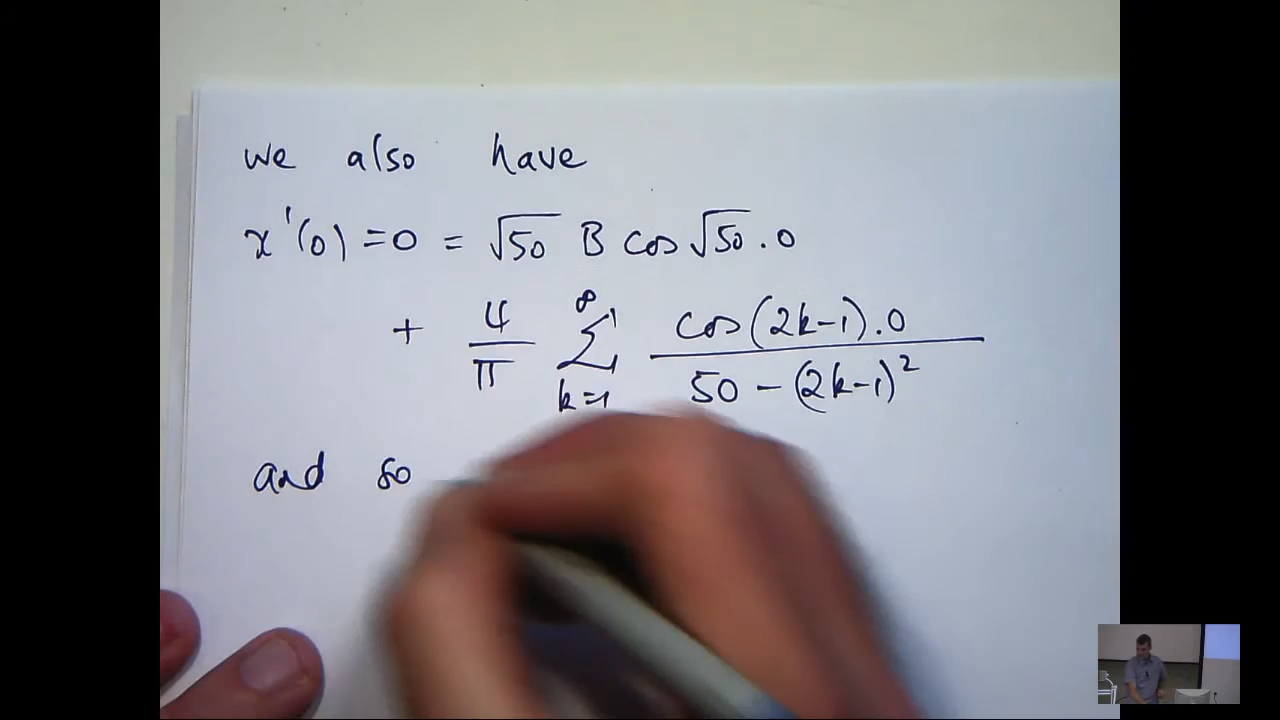 we also have
x'(0) = 0 = √50 B cos √50 . 0
+ 4/π ∑_{k=1}^{∞} cos(2k-1).0 / 50 - (2k-1)²
and so